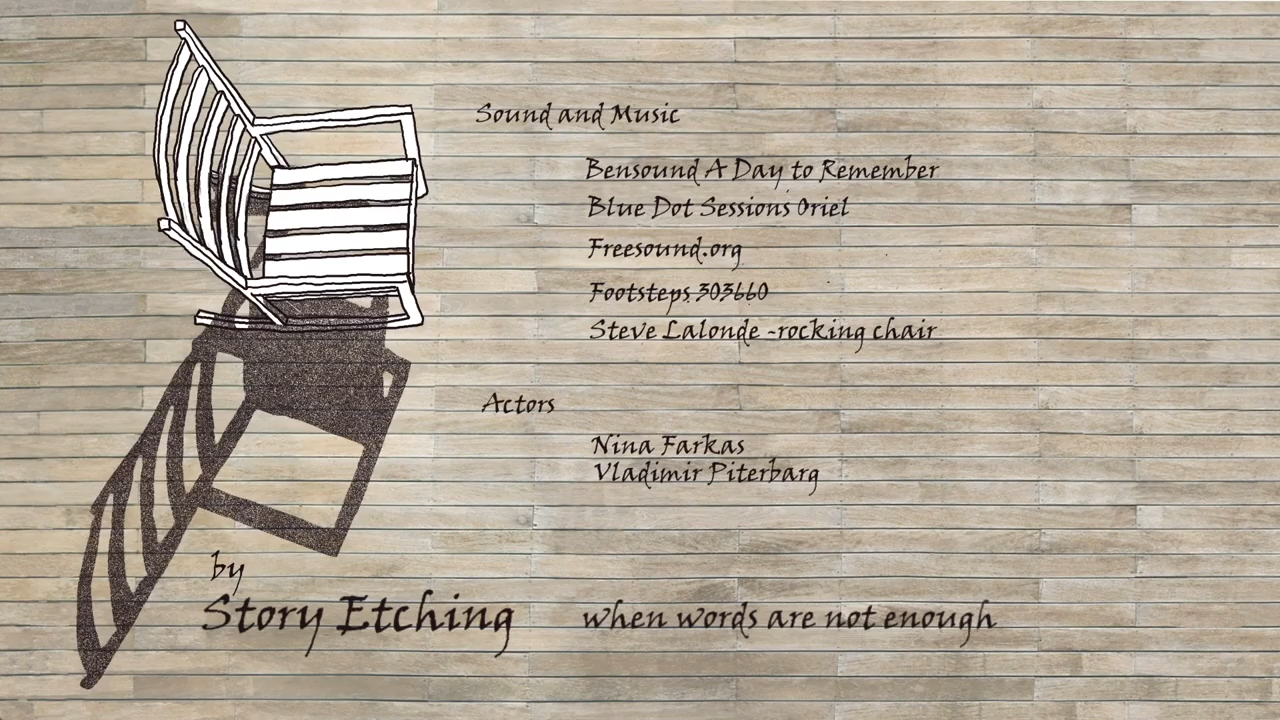 Sound and Music
Bensound A Day to Remember
Blue Dot Sessions Oriel
Freesound.org
Footsteps 303660
Steve Lalonde -rocking chair
Actors
Nina Farkas
Vladimir Piterbarg
by
Story Etching when words are not enough